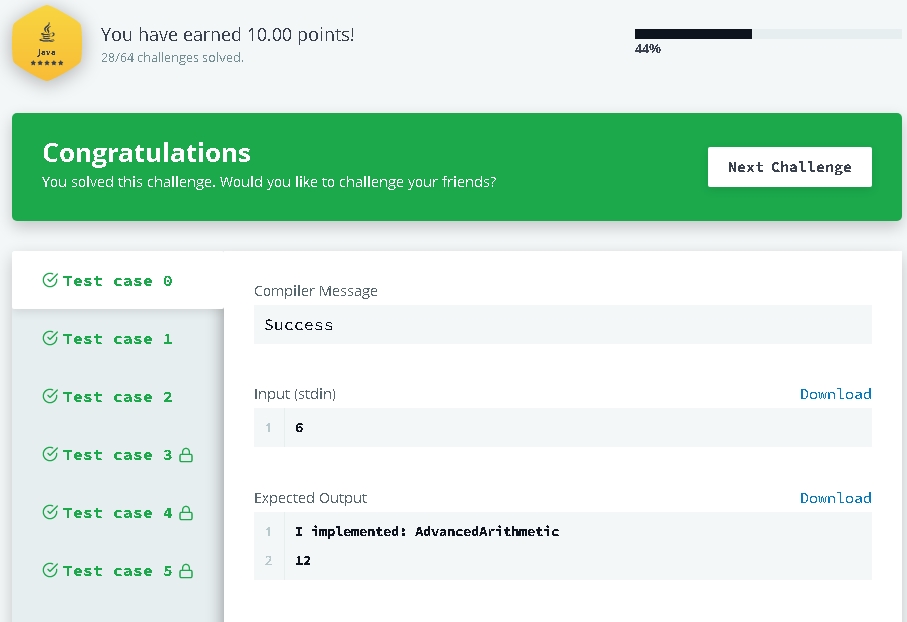 Java
★★★★★
You have earned 10.00 points!
28/64 challenges solved.
44%
Congratulations
You solved this challenge. Would you like to challenge your friends?
Next Challenge
Test case 0
Test case 1
Test case 2
Test case 3
Test case 4
Test case 5
Compiler Message
Success
Input (stdin)
Download
1 6
Expected Output
Download
1 I implemented: AdvancedArithmetic
2 12